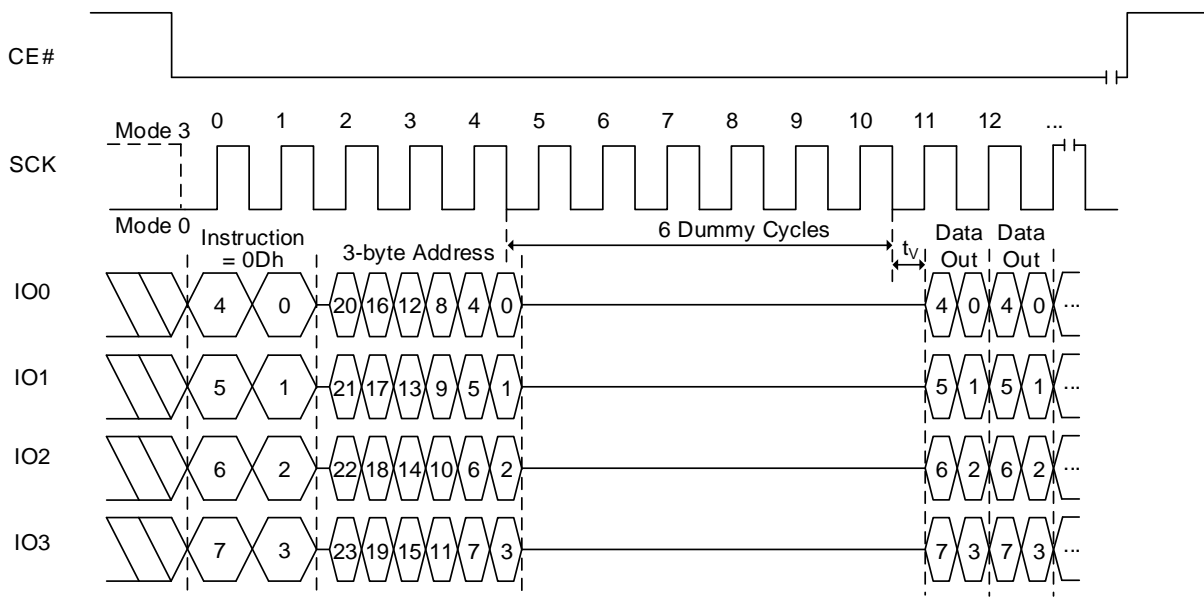 CE#
0 1 2 3 4 5 6 7 8 9 10 11 12 ...
Mode 3
SCK
Mode 0
Instruction = 0Dh
3-byte Address
6 Dummy Cycles
tV
Data Out
Data Out
IO0 4 0 20 16 12 8 4 0 4 0 4 0 ...
IO1 5 1 21 17 13 9 5 1 5 1 5 1 ...
IO2 6 2 22 18 14 10 6 2 6 2 6 2 ...
IO3 7 3 23 19 15 11 7 3 7 3 7 3 ...